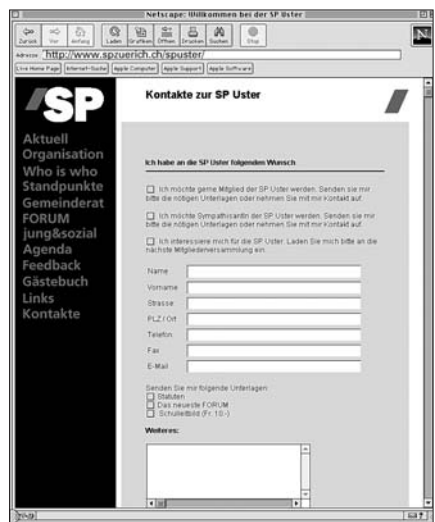 Netscape: Willkommen bei der SP Uster
Zurück Vor Anfang Laden Grafiken Öffnen Drucken Suchen Stop
Adresse: http://www.spzuerich.ch/spuster/
Live Home Page Internet-Suche Apple Computer Apple Support Apple Software
SP
Kontakte zur SP Uster
Aktuell
Organisation
Who is who
Standpunkte
Gemeinderat
FORUM
jung&sozial
Agenda
Feedback
Gästebuch
Links
Kontakte
Ich habe an die SP Uster folgenden Wunsch
Ich möchte gerne Mitglied der SP Uster werden. Senden sie mir
bitte die nötigen Unterlagen oder nehmen Sie mit mir Kontakt auf.
Ich möchte SympathisantIn der SP Uster werden. Senden sie mir
bitte die nötigen Unterlagen oder nehmen Sie mit mir Kontakt auf.
Ich interessiere mich für die SP Uster. Laden Sie mich bitte an die
nächste Mitgliederversammlung ein.
Name
Vorname
Strasse
PLZ / Ort
Telefon
Fax
E-Mail
Senden Sie mir folgende Unterlagen:
Statuten
Das neueste FORUM
Schulleitbild (Fr. 10.-)
Weiteres: